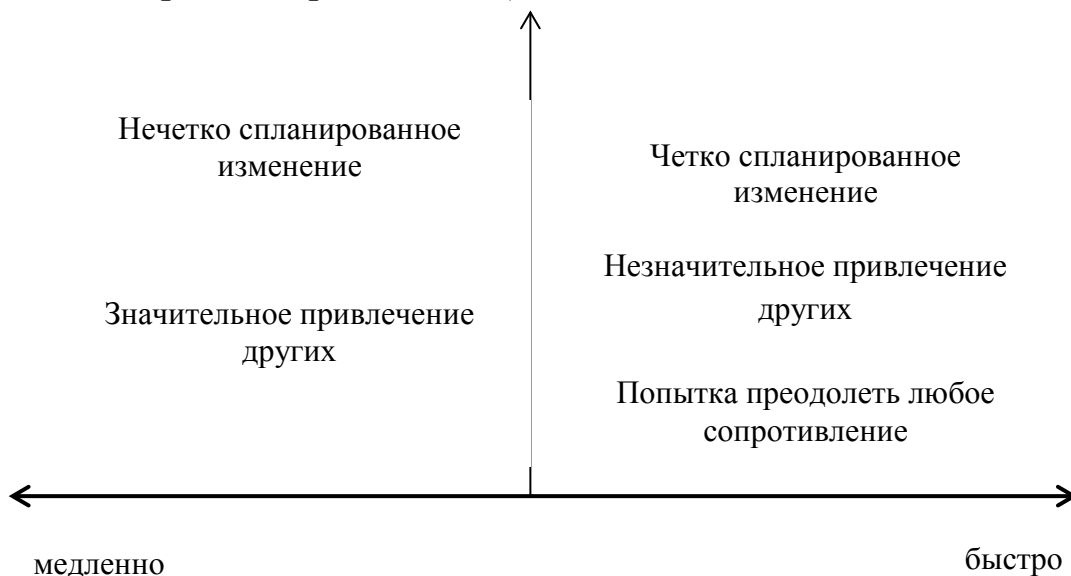 Нечетко спланированное
изменение
Значительное привлечение
других
Четко спланированное
изменение
Незначительное привлечение
других
Попытка преодолеть любое
сопротивление
медленно
быстро